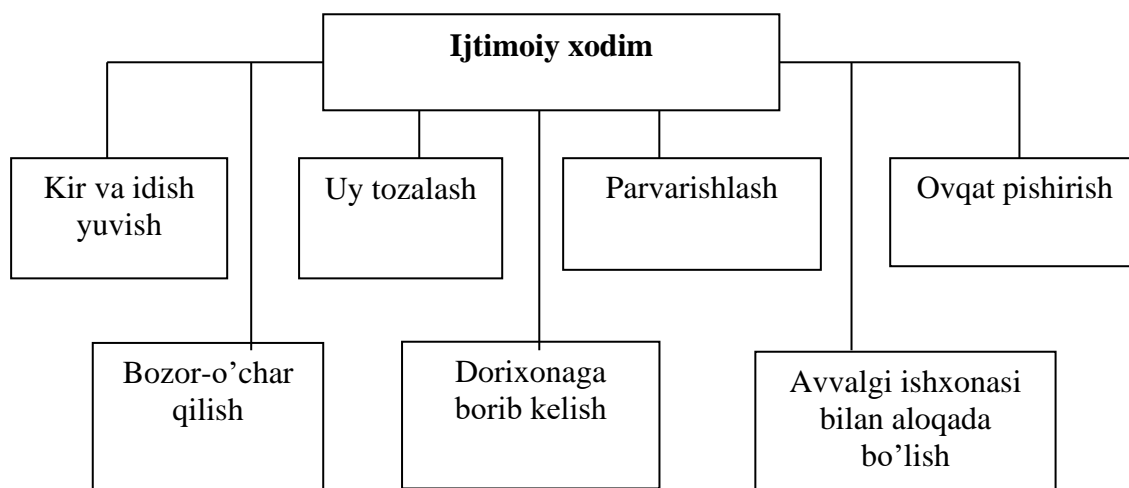 Ijtimoiy xodim
Kir va idish
yuvish
Uy tozalash
Parvarishlash
Ovqat pishirish
Bozor-o’char
qilish
Dorixonaga
borib kelish
Avvalgi ishxonasi
bilan aloqada
bo’lish